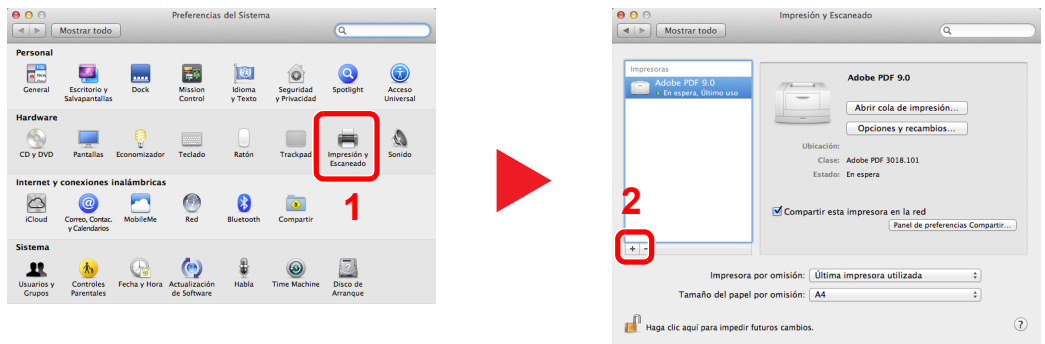 Preferencias del Sistema
Mostrar todo
Personal
General
Escritorio y
Salvapantallas
Dock
Mission
Control
Idioma
y Texto
Seguridad
y Privacidad
Spotlight
Acceso
Universal
Hardware
CD y DVD
Pantallas
Economizador
Teclado
Ratón
Trackpad
Impresión y
Escaneado
Sonido
Internet y conexiones inalámbricas
1
iCloud
Correo, Contac.
y Calendarios
MobileMe
Red
Bluetooth
Compartir
Sistema
Usuarios y
Grupos
Controles
Parentales
Fecha y Hora
Actualización
de Software
Habla
Time Machine
Disco de
Arranque
Impresión y Escaneado
Mostrar todo
Impresoras
Adobe PDF 9.0
En espera, Último uso
2
+ -
Adobe PDF 9.0
Abrir cola de impresión...
Opciones y recambios...
Ubicación:
Clase: Adobe PDF 3018.101
Estado: En espera
Compartir esta impresora en la red
Panel de preferencias Compartir...
Impresora por omisión: Última impresora utilizada
Tamaño del papel por omisión: A4
Haga clic aquí para impedir futuros cambios.
?